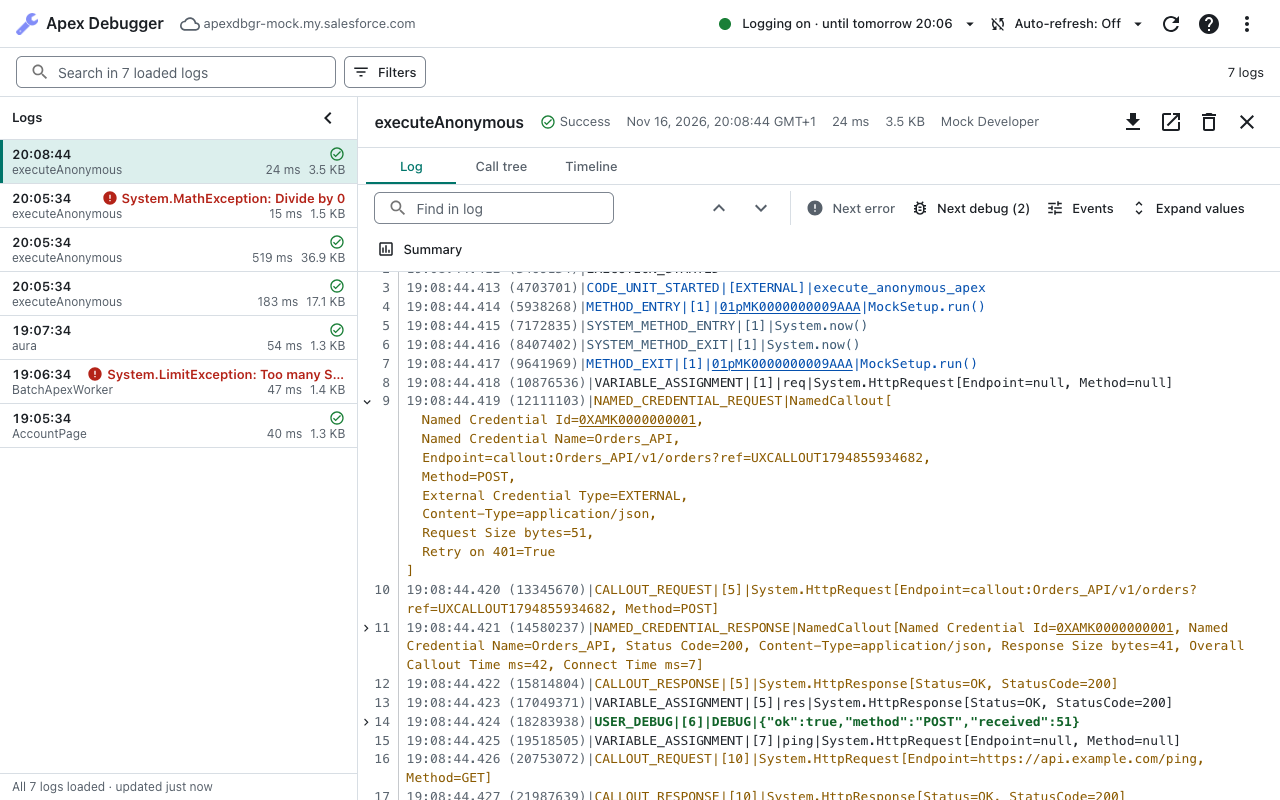 Apex Debugger
apexdbgr-mock.my.salesforce.com
Logging on · until tomorrow 20:06
Auto-refresh: Off
Search in 7 loaded logs
Filters
7 logs
Logs
20:08:44
executeAnonymous 24 ms 3.5 KB
20:05:34 System.MathException: Divide by 0
executeAnonymous 15 ms 1.5 KB
20:05:34
executeAnonymous 519 ms 36.9 KB
20:05:34
executeAnonymous 183 ms 17.1 KB
19:07:34
aura 54 ms 1.3 KB
19:06:34 System.LimitException: Too many S...
BatchApexWorker 47 ms 1.4 KB
19:05:34
AccountPage 40 ms 1.3 KB
All 7 logs loaded · updated just now
executeAnonymous Success Nov 16, 2026, 20:08:44 GMT+1 24 ms 3.5 KB Mock Developer
Log Call tree Timeline
Find in log
Next error Next debug (2) Events Expand values
Summary
3 19:08:44.413 (4703701)|CODE_UNIT_STARTED|[EXTERNAL]|execute_anonymous_apex
4 19:08:44.414 (5938268)|METHOD_ENTRY|[1]|01pMK0000000009AAA|MockSetup.run()
5 19:08:44.415 (7172835)|SYSTEM_METHOD_ENTRY|[1]|System.now()
6 19:08:44.416 (8407402)|SYSTEM_METHOD_EXIT|[1]|System.now()
7 19:08:44.417 (9641969)|METHOD_EXIT|[1]|01pMK0000000009AAA|MockSetup.run()
8 19:08:44.418 (10876536)|VARIABLE_ASSIGNMENT|[1]|req|System.HttpRequest[Endpoint=null, Method=null]
9 19:08:44.419 (12111103)|NAMED_CREDENTIAL_REQUEST|NamedCallout[
Named Credential Id=0XAMK0000000001,
Named Credential Name=Orders_API,
Endpoint=callout:Orders_API/v1/orders?ref=UXCALLOUT1794855934682,
Method=POST,
External Credential Type=EXTERNAL,
Content-Type=application/json,
Request Size bytes=51,
Retry on 401=True
]
10 19:08:44.420 (13345670)|CALLOUT_REQUEST|[5]|System.HttpRequest[Endpoint=callout:Orders_API/v1/orders?
ref=UXCALLOUT1794855934682, Method=POST]
11 19:08:44.421 (14580237)|NAMED_CREDENTIAL_RESPONSE|NamedCallout[Named Credential Id=0XAMK0000000001, Named
Credential Name=Orders_API, Status Code=200, Content-Type=application/json, Response Size bytes=41, Overall
Callout Time ms=42, Connect Time ms=7]
12 19:08:44.422 (15814804)|CALLOUT_RESPONSE|[5]|System.HttpResponse[Status=OK, StatusCode=200]
13 19:08:44.423 (17049371)|VARIABLE_ASSIGNMENT|[5]|res|System.HttpResponse[Status=OK, StatusCode=200]
14 19:08:44.424 (18283938)|USER_DEBUG|[6]|DEBUG|{"ok":true,"method":"POST","received":51}
15 19:08:44.425 (19518505)|VARIABLE_ASSIGNMENT|[7]|ping|System.HttpRequest[Endpoint=null, Method=null]
16 19:08:44.426 (20753072)|CALLOUT_REQUEST|[10]|System.HttpRequest[Endpoint=https://api.example.com/ping,
Method=GET]
17 19:08:44.427 (21987639)|CALLOUT_RESPONSE|[10]|System.HttpResponse[Status=OK, StatusCode=200]